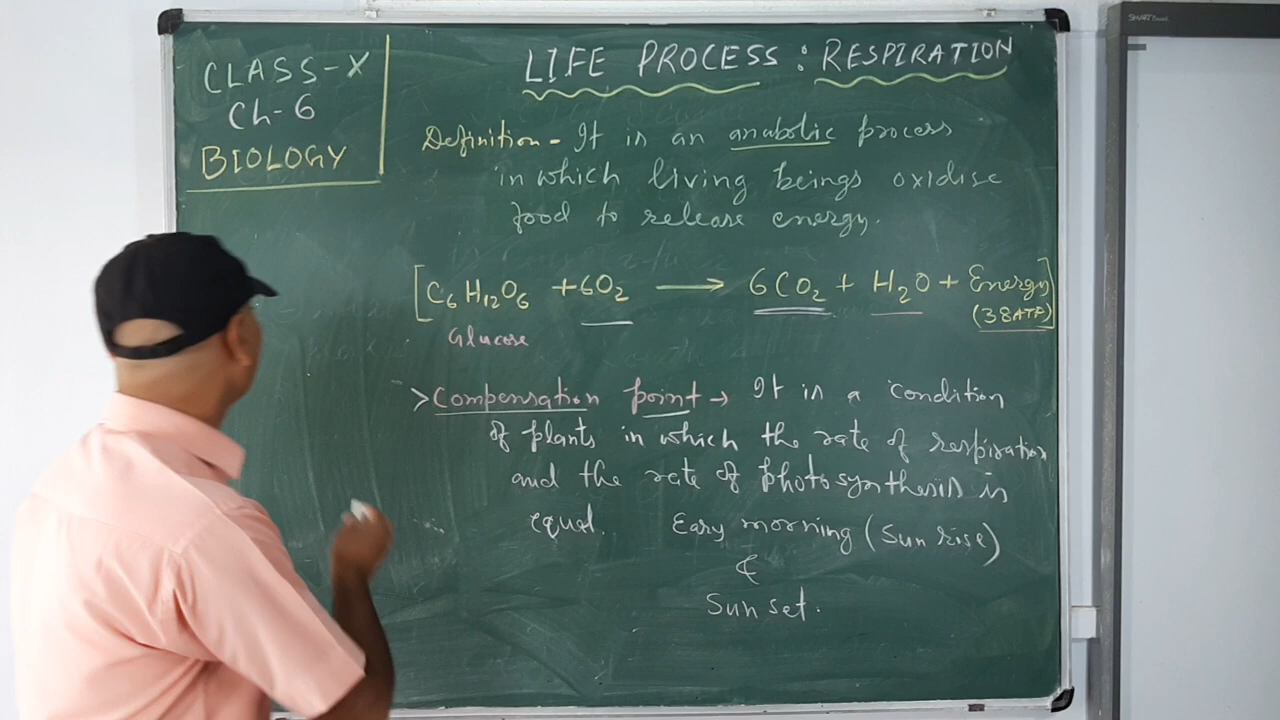 CLASS-X
Ch-6
BIOLOGY
LIFE PROCESS : RESPIRATION
Definition - It is an anabolic process
in which living beings oxidise
food to release energy.
[C₆H₁₂O₆ + 6O₂ → 6CO₂ + H₂O + Energy]
(38ATP)
Glucose
> Compensation point → It is a condition
of plants in which the rate of respiration
and the rate of photosynthesis is
equal. Eary morning (Sun rise)
&
Sun set.
SMART